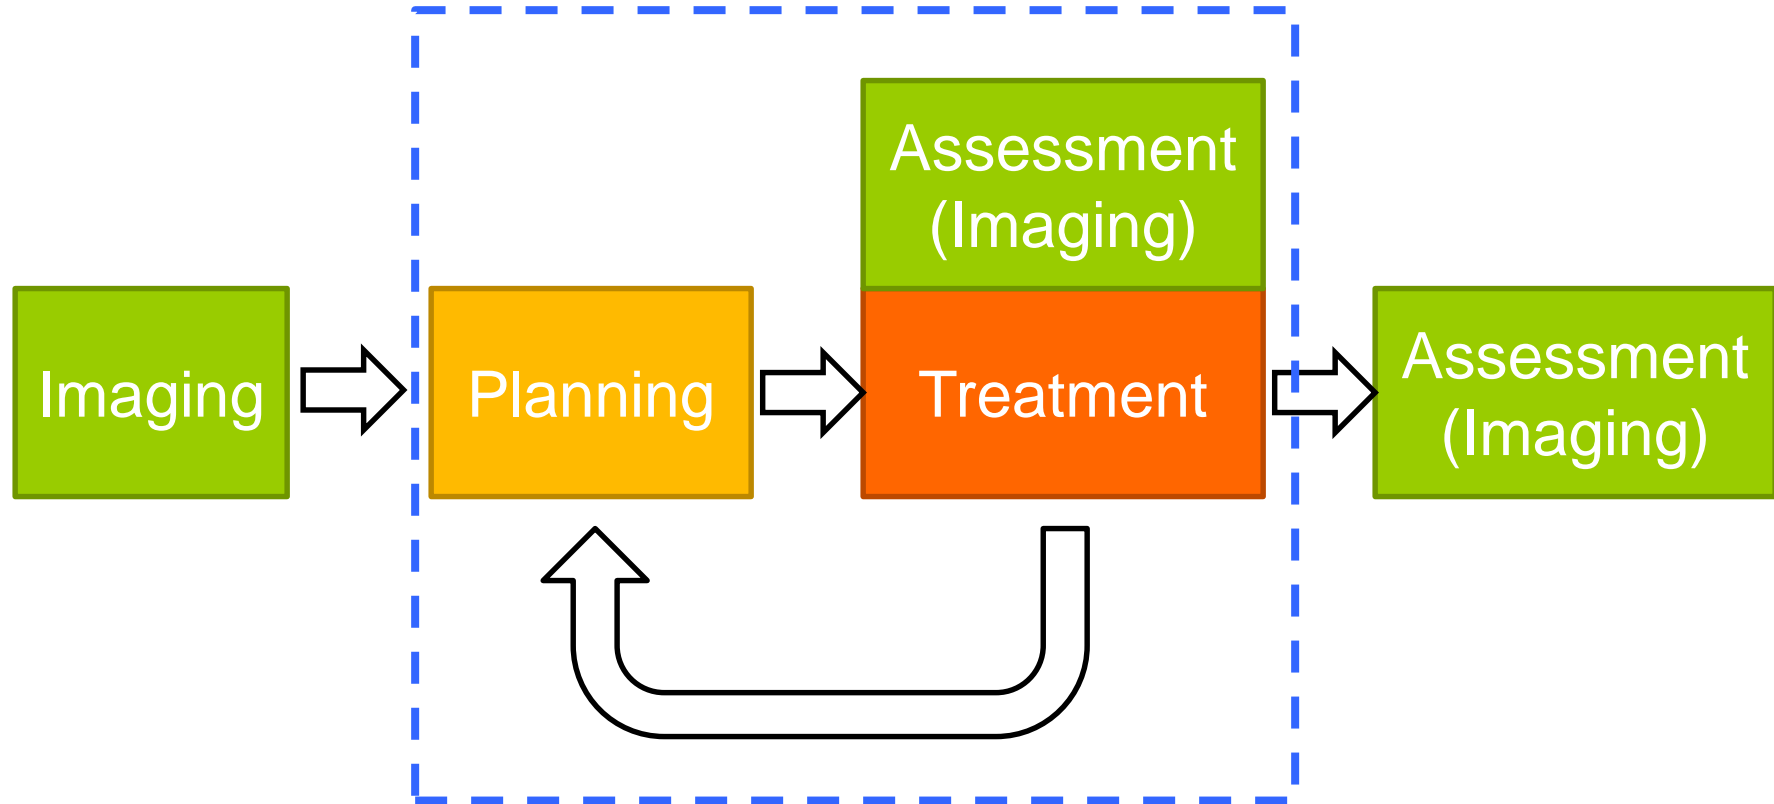 Imaging
Planning
Assessment
(Imaging)
Treatment
Assessment
(Imaging)